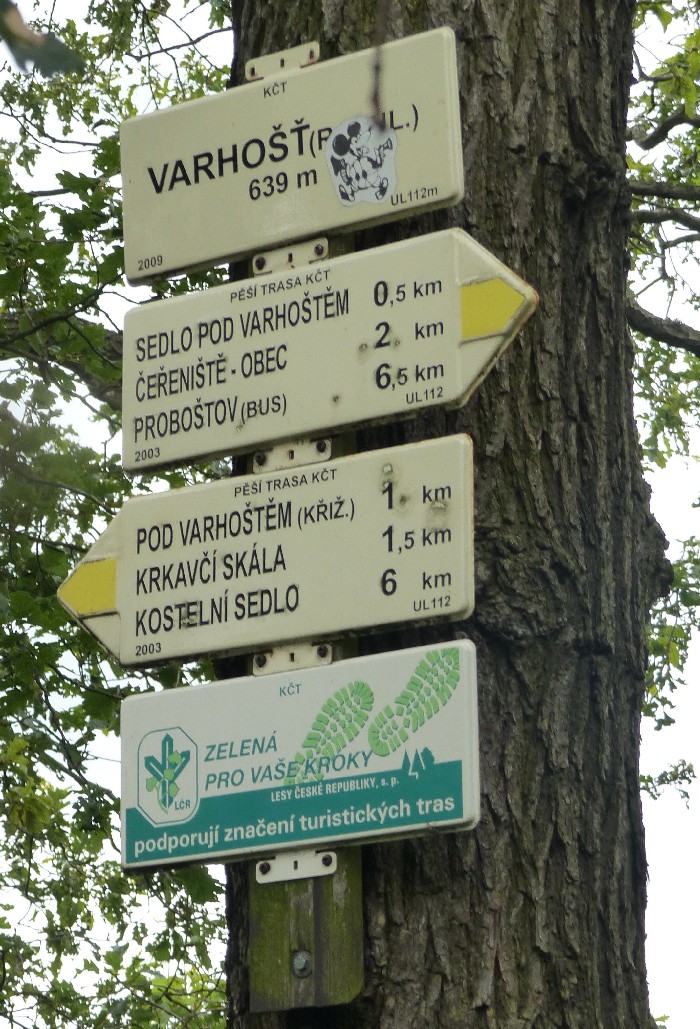 KČT
VARHOŠŤ
639 m
UL112m
2009
PĚŠÍ TRASA KČT
SEDLO POD VARHOŠTĚM 0,5 km
ČEŘENIŠTĚ - OBEC 2 km
PROBOŠTOV (BUS) 6,5 km
UL112
2003
PĚŠÍ TRASA KČT
POD VARHOŠTĚM (KŘIŽ.) 1 km
KRKAVČÍ SKÁLA 1,5 km
KOSTELNÍ SEDLO 6 km
UL112
2003
KČT
ZELENÁ
PRO VAŠE KROKY
LČR
LESY ČESKÉ REPUBLIKY, s. p.
podporují značení turistických tras